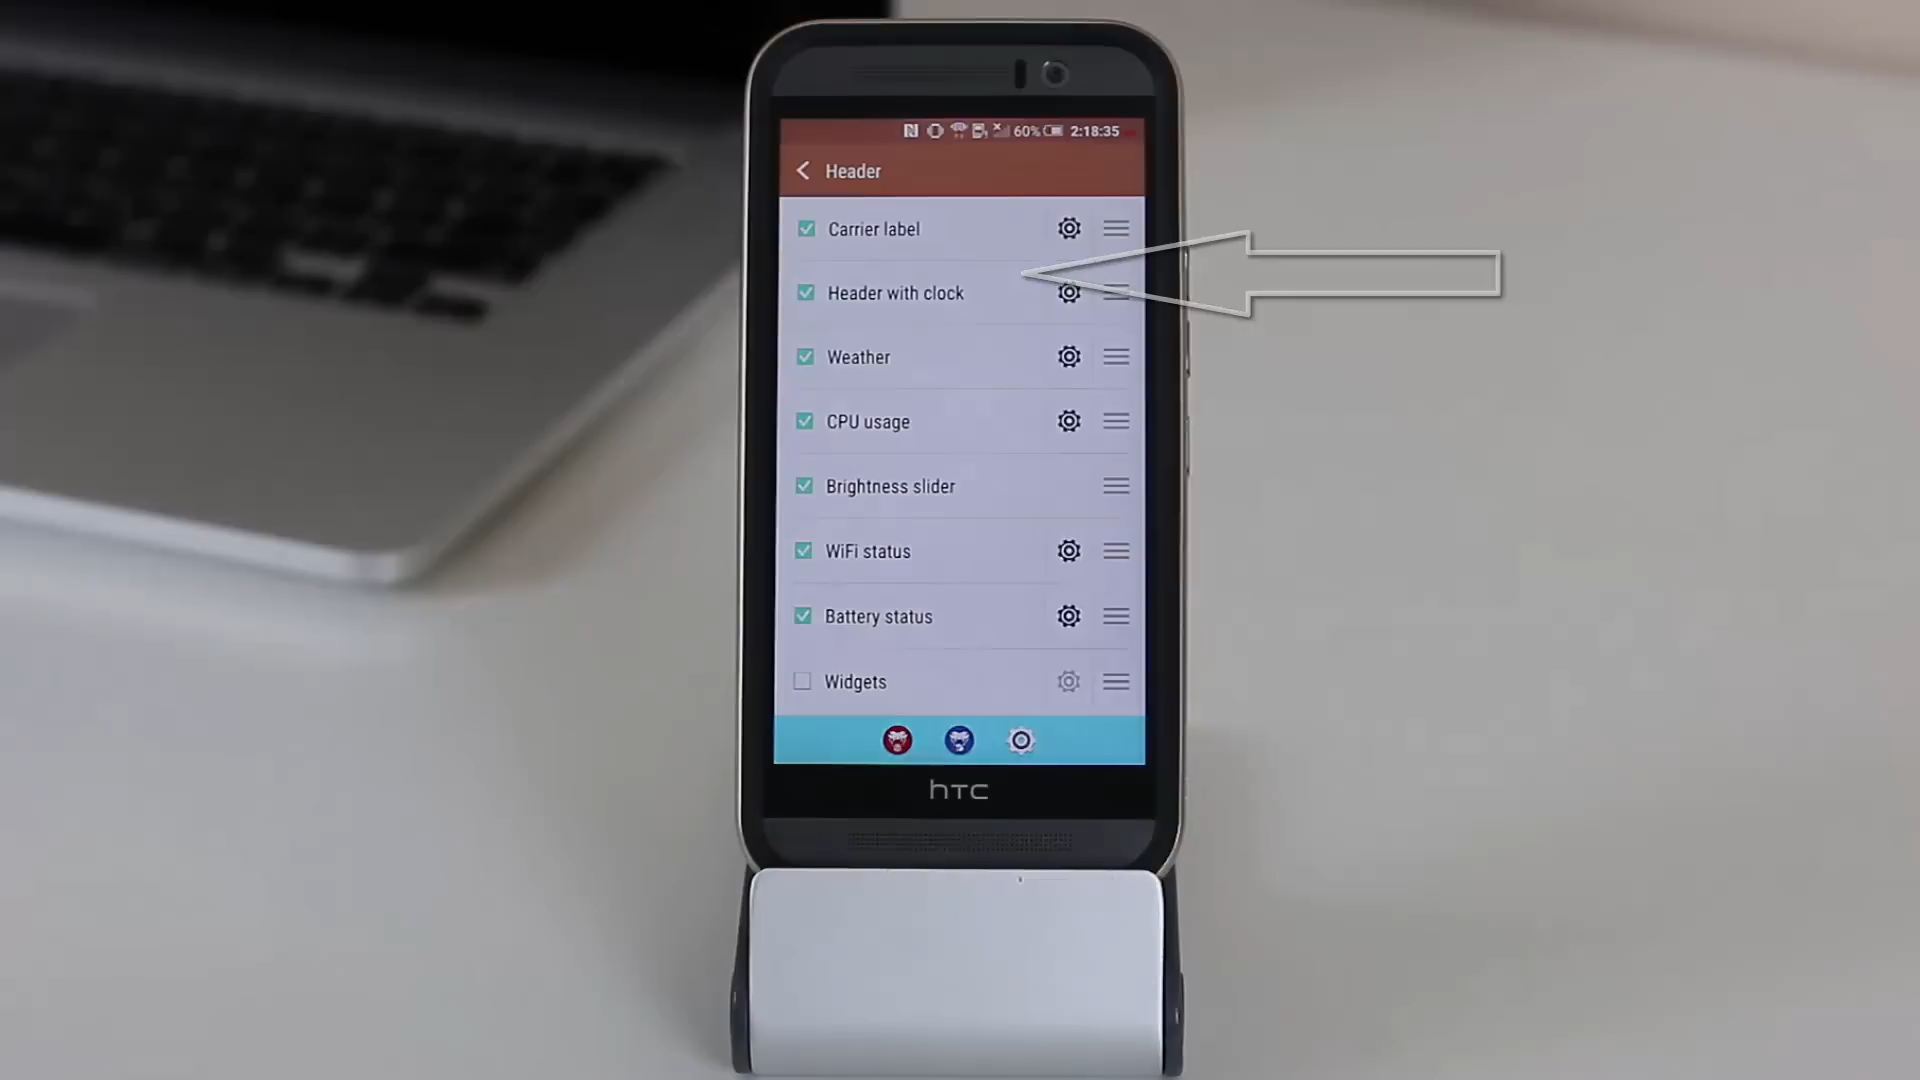 60% 2:18:35
Header
Carrier label
Header with clock
Weather
CPU usage
Brightness slider
WiFi status
Battery status
Widgets
hTC